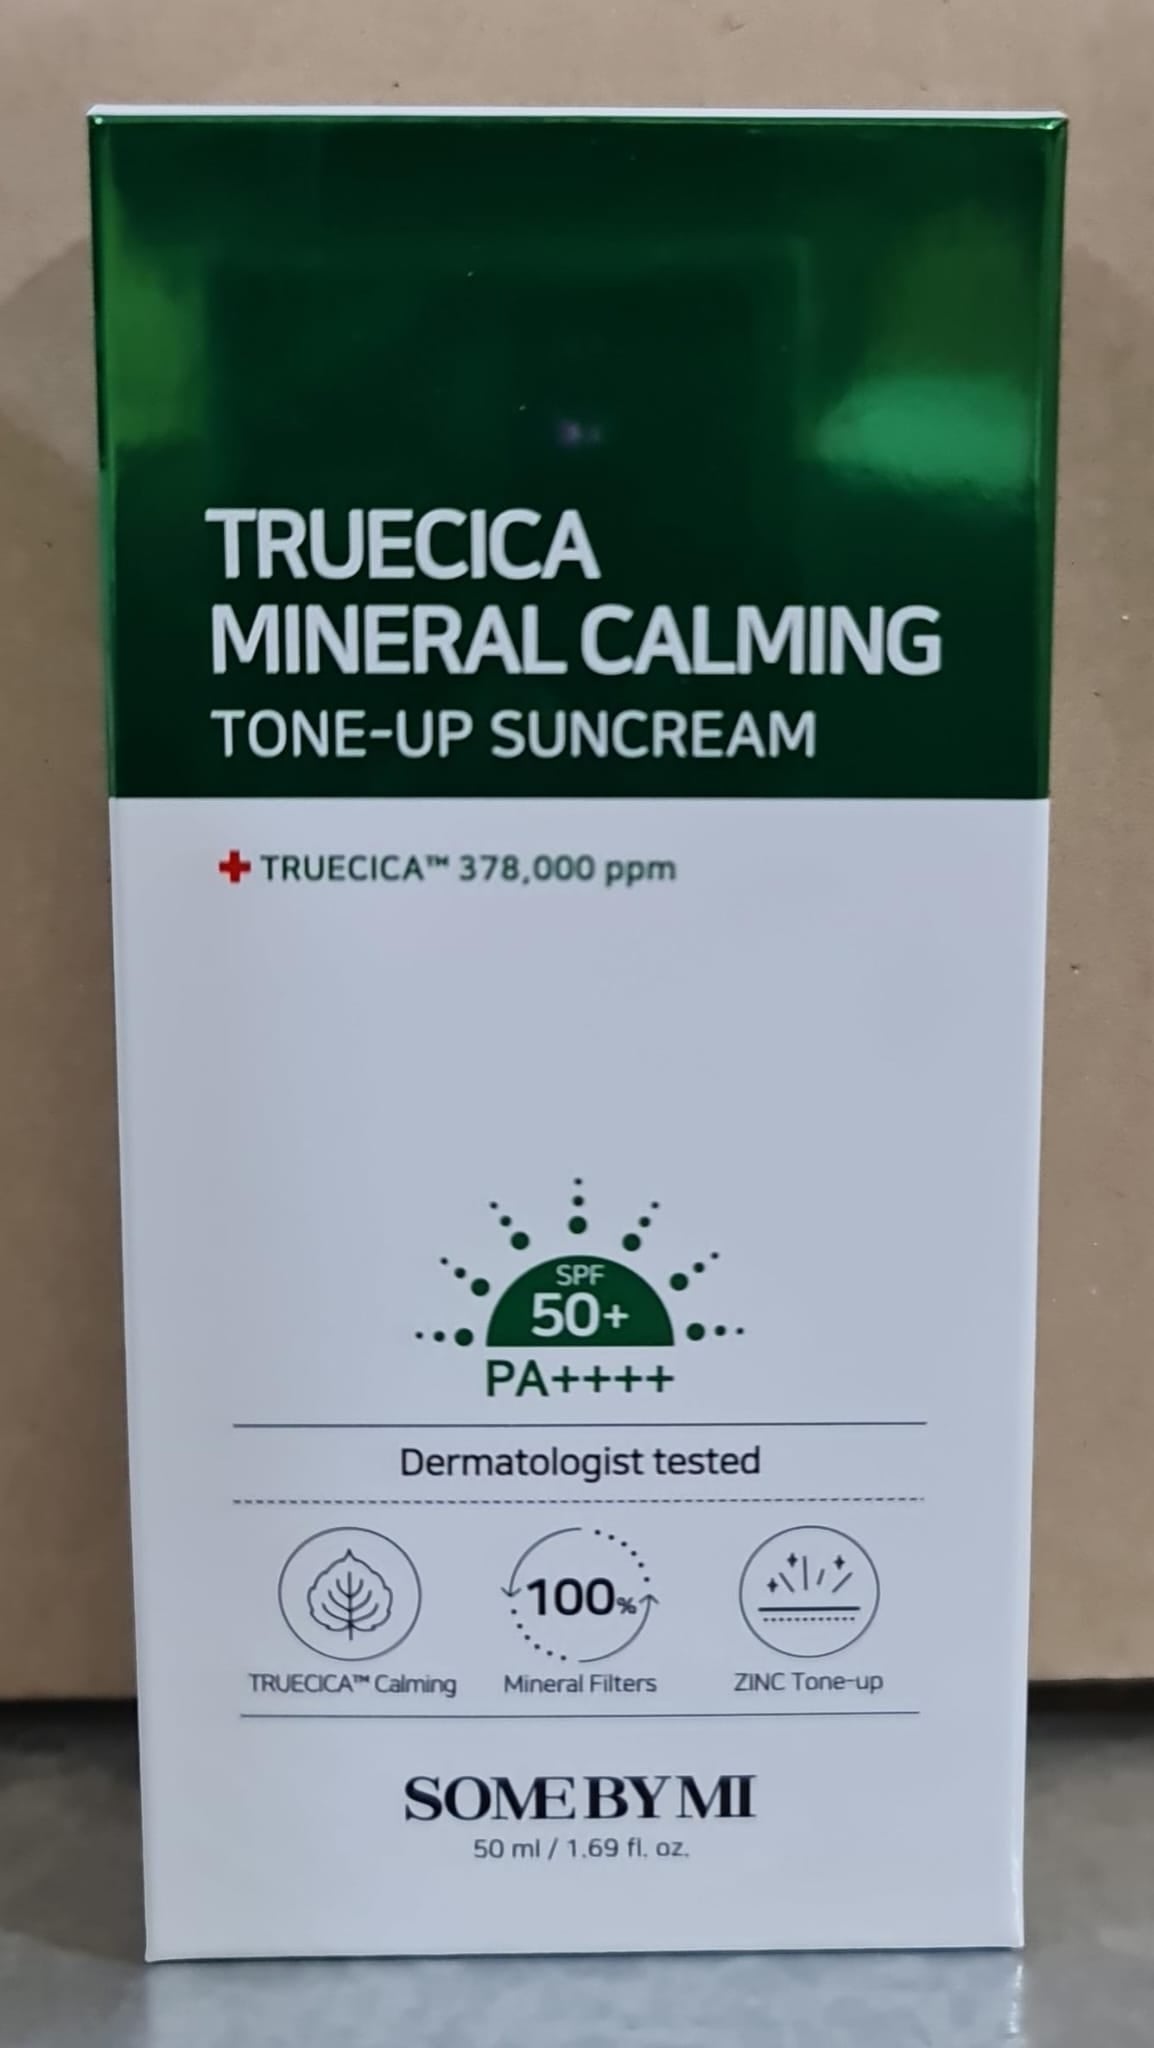 TRUECICA
MINERAL CALMING
TONE-UP SUNCREAM
TRUECICA™ 378,000 ppm
SPF
50+
PA++++
Dermatologist tested
100%
TRUECICA™ Calming
Mineral Filters
ZINC Tone-up
SOME BY MI
50 ml / 1.69 fl. oz.